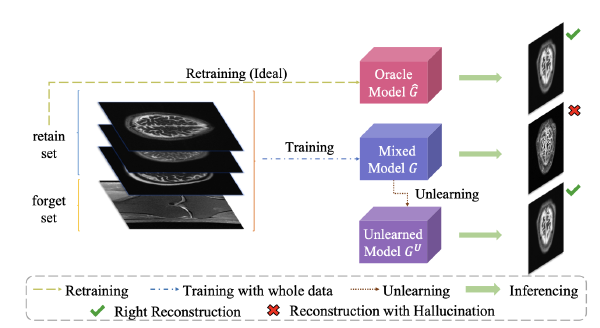 Retraining (Ideal)
Oracle
Model Ĝ
retain
set
Training
Mixed
Model G
forget
set
Unlearning
Unlearned
Model Gᵁ
Retraining
Training with whole data
Unlearning
Inferencing
Right Reconstruction
Reconstruction with Hallucination